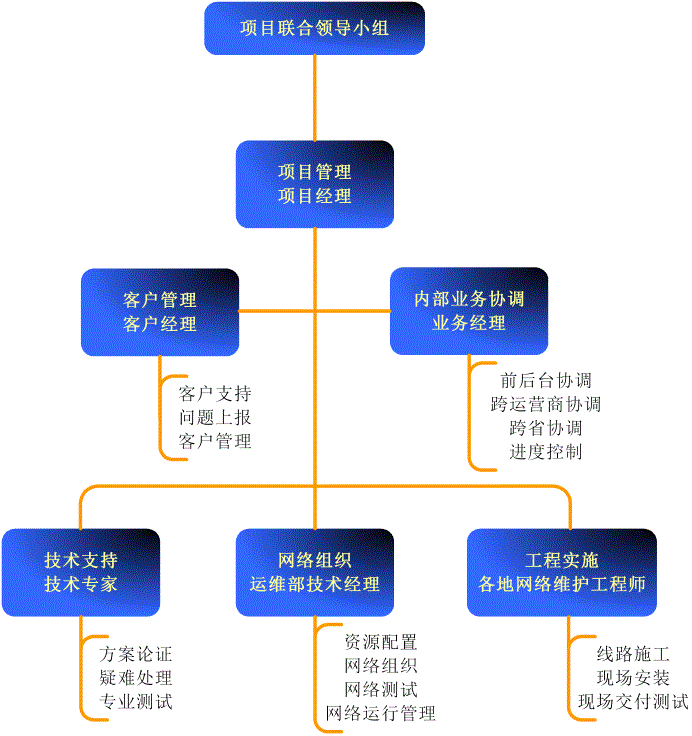 项目联合领导小组
项目管理
项目经理
客户管理
客户经理
内部业务协调
业务经理
客户支持
问题上报
客户管理
前后台协调
跨运营商协调
跨省协调
进度控制
技术支持
技术专家
网络组织
运维部技术经理
工程实施
各地网络维护工程师
方案论证
疑难处理
专业测试
资源配置
网络组织
网络测试
网络运行管理
线路施工
现场安装
现场交付测试